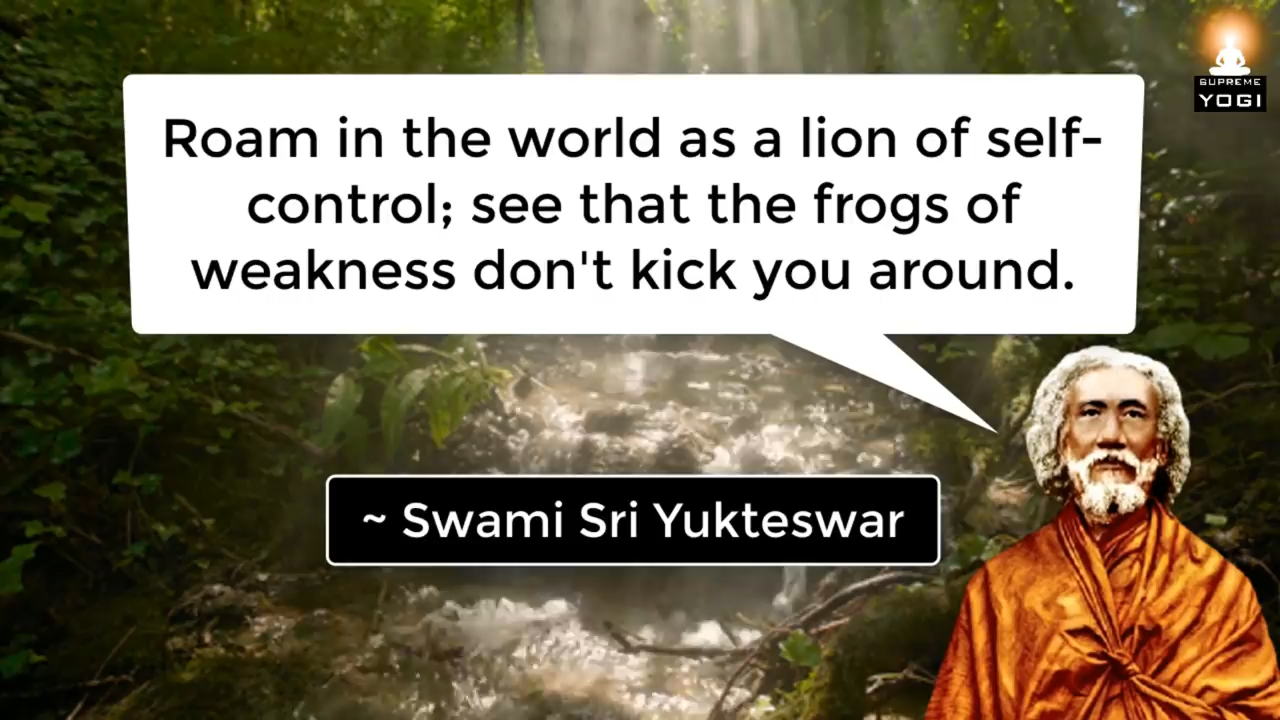 SUPREME
YOGI
Roam in the world as a lion of self-
control; see that the frogs of
weakness don't kick you around.
~ Swami Sri Yukteswar